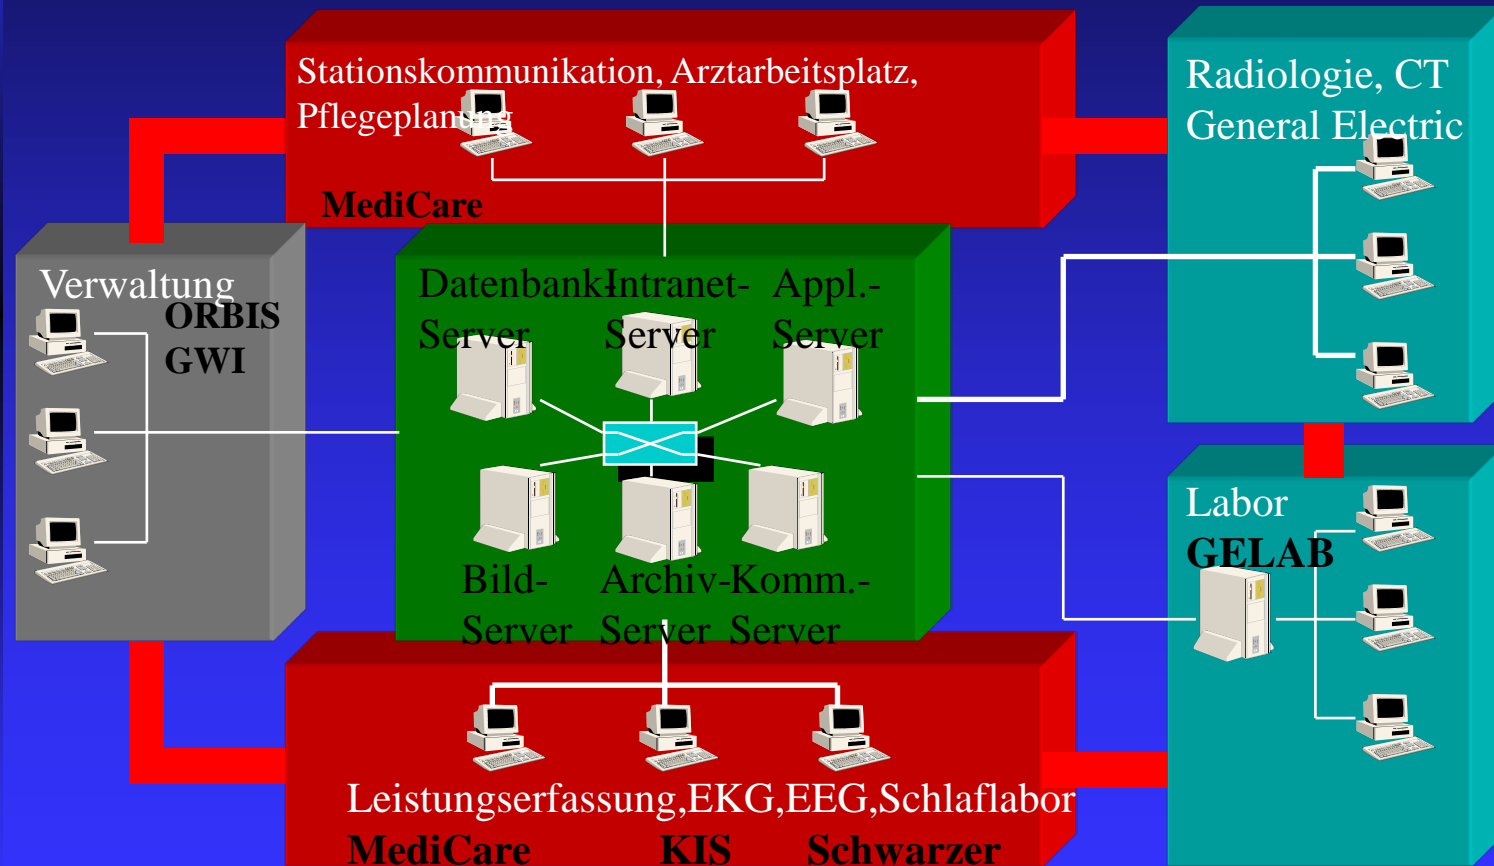 Stationskommunikation, Arztarbeitsplatz,
Pflegeplanung
MediCare
Radiologie, CT
General Electric
Verwaltung
ORBIS
GWI
Datenbank-
Server
Intranet-
Server
Appl.-
Server
Bild-
Server
Archiv-
Server
Komm.-
Server
Labor
GELAB
Leistungserfassung,EKG,EEG,Schlaflabor
MediCare KIS Schwarzer